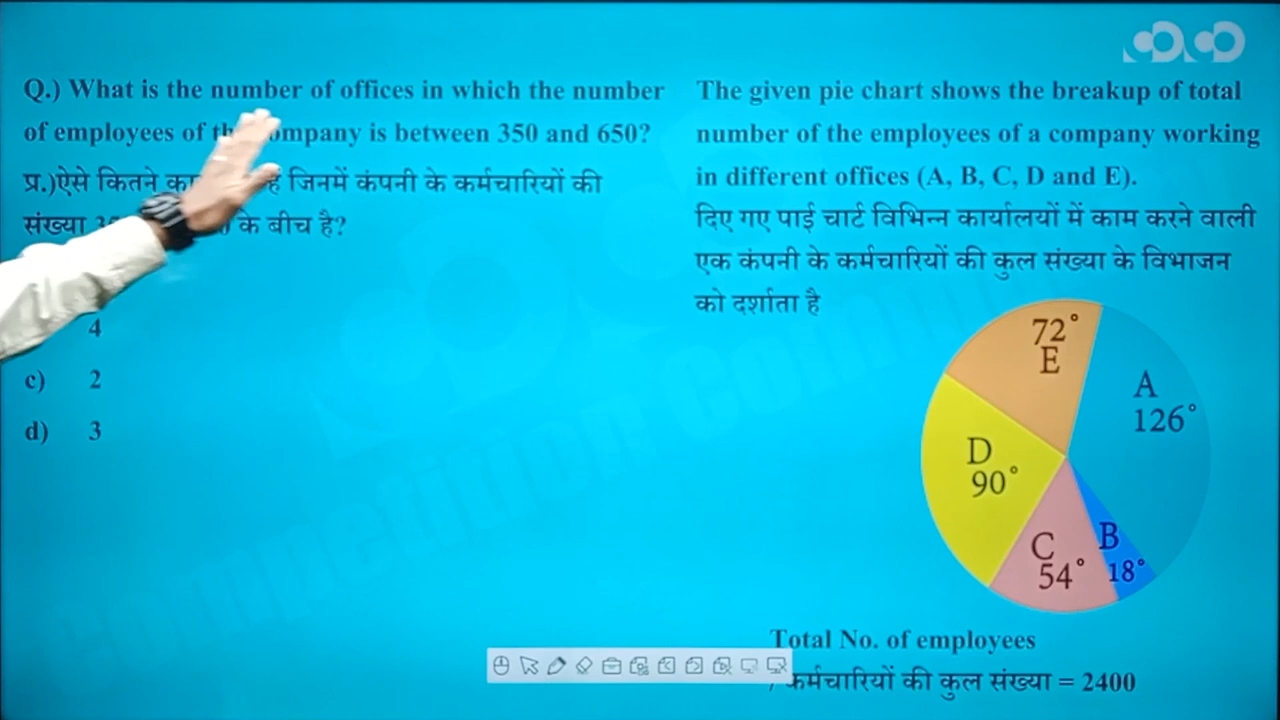 Q.) What is the number of offices in which the number
of employees of the company is between 350 and 650?
प्र.)ऐसे कितने हैं जिनमें कंपनी के कर्मचारियों की
संख्या के बीच है?
4
c) 2
d) 3
The given pie chart shows the breakup of total
number of the employees of a company working
in different offices (A, B, C, D and E).
दिए गए पाई चार्ट विभिन्न कार्यालयों में काम करने वाली
एक कंपनी के कर्मचारियों की कुल संख्या के विभाजन
को दर्शाता है
72°
E
A
126°
D
90°
C
54°
B
18°
Total No. of employees
/ कर्मचारियों की कुल संख्या = 2400